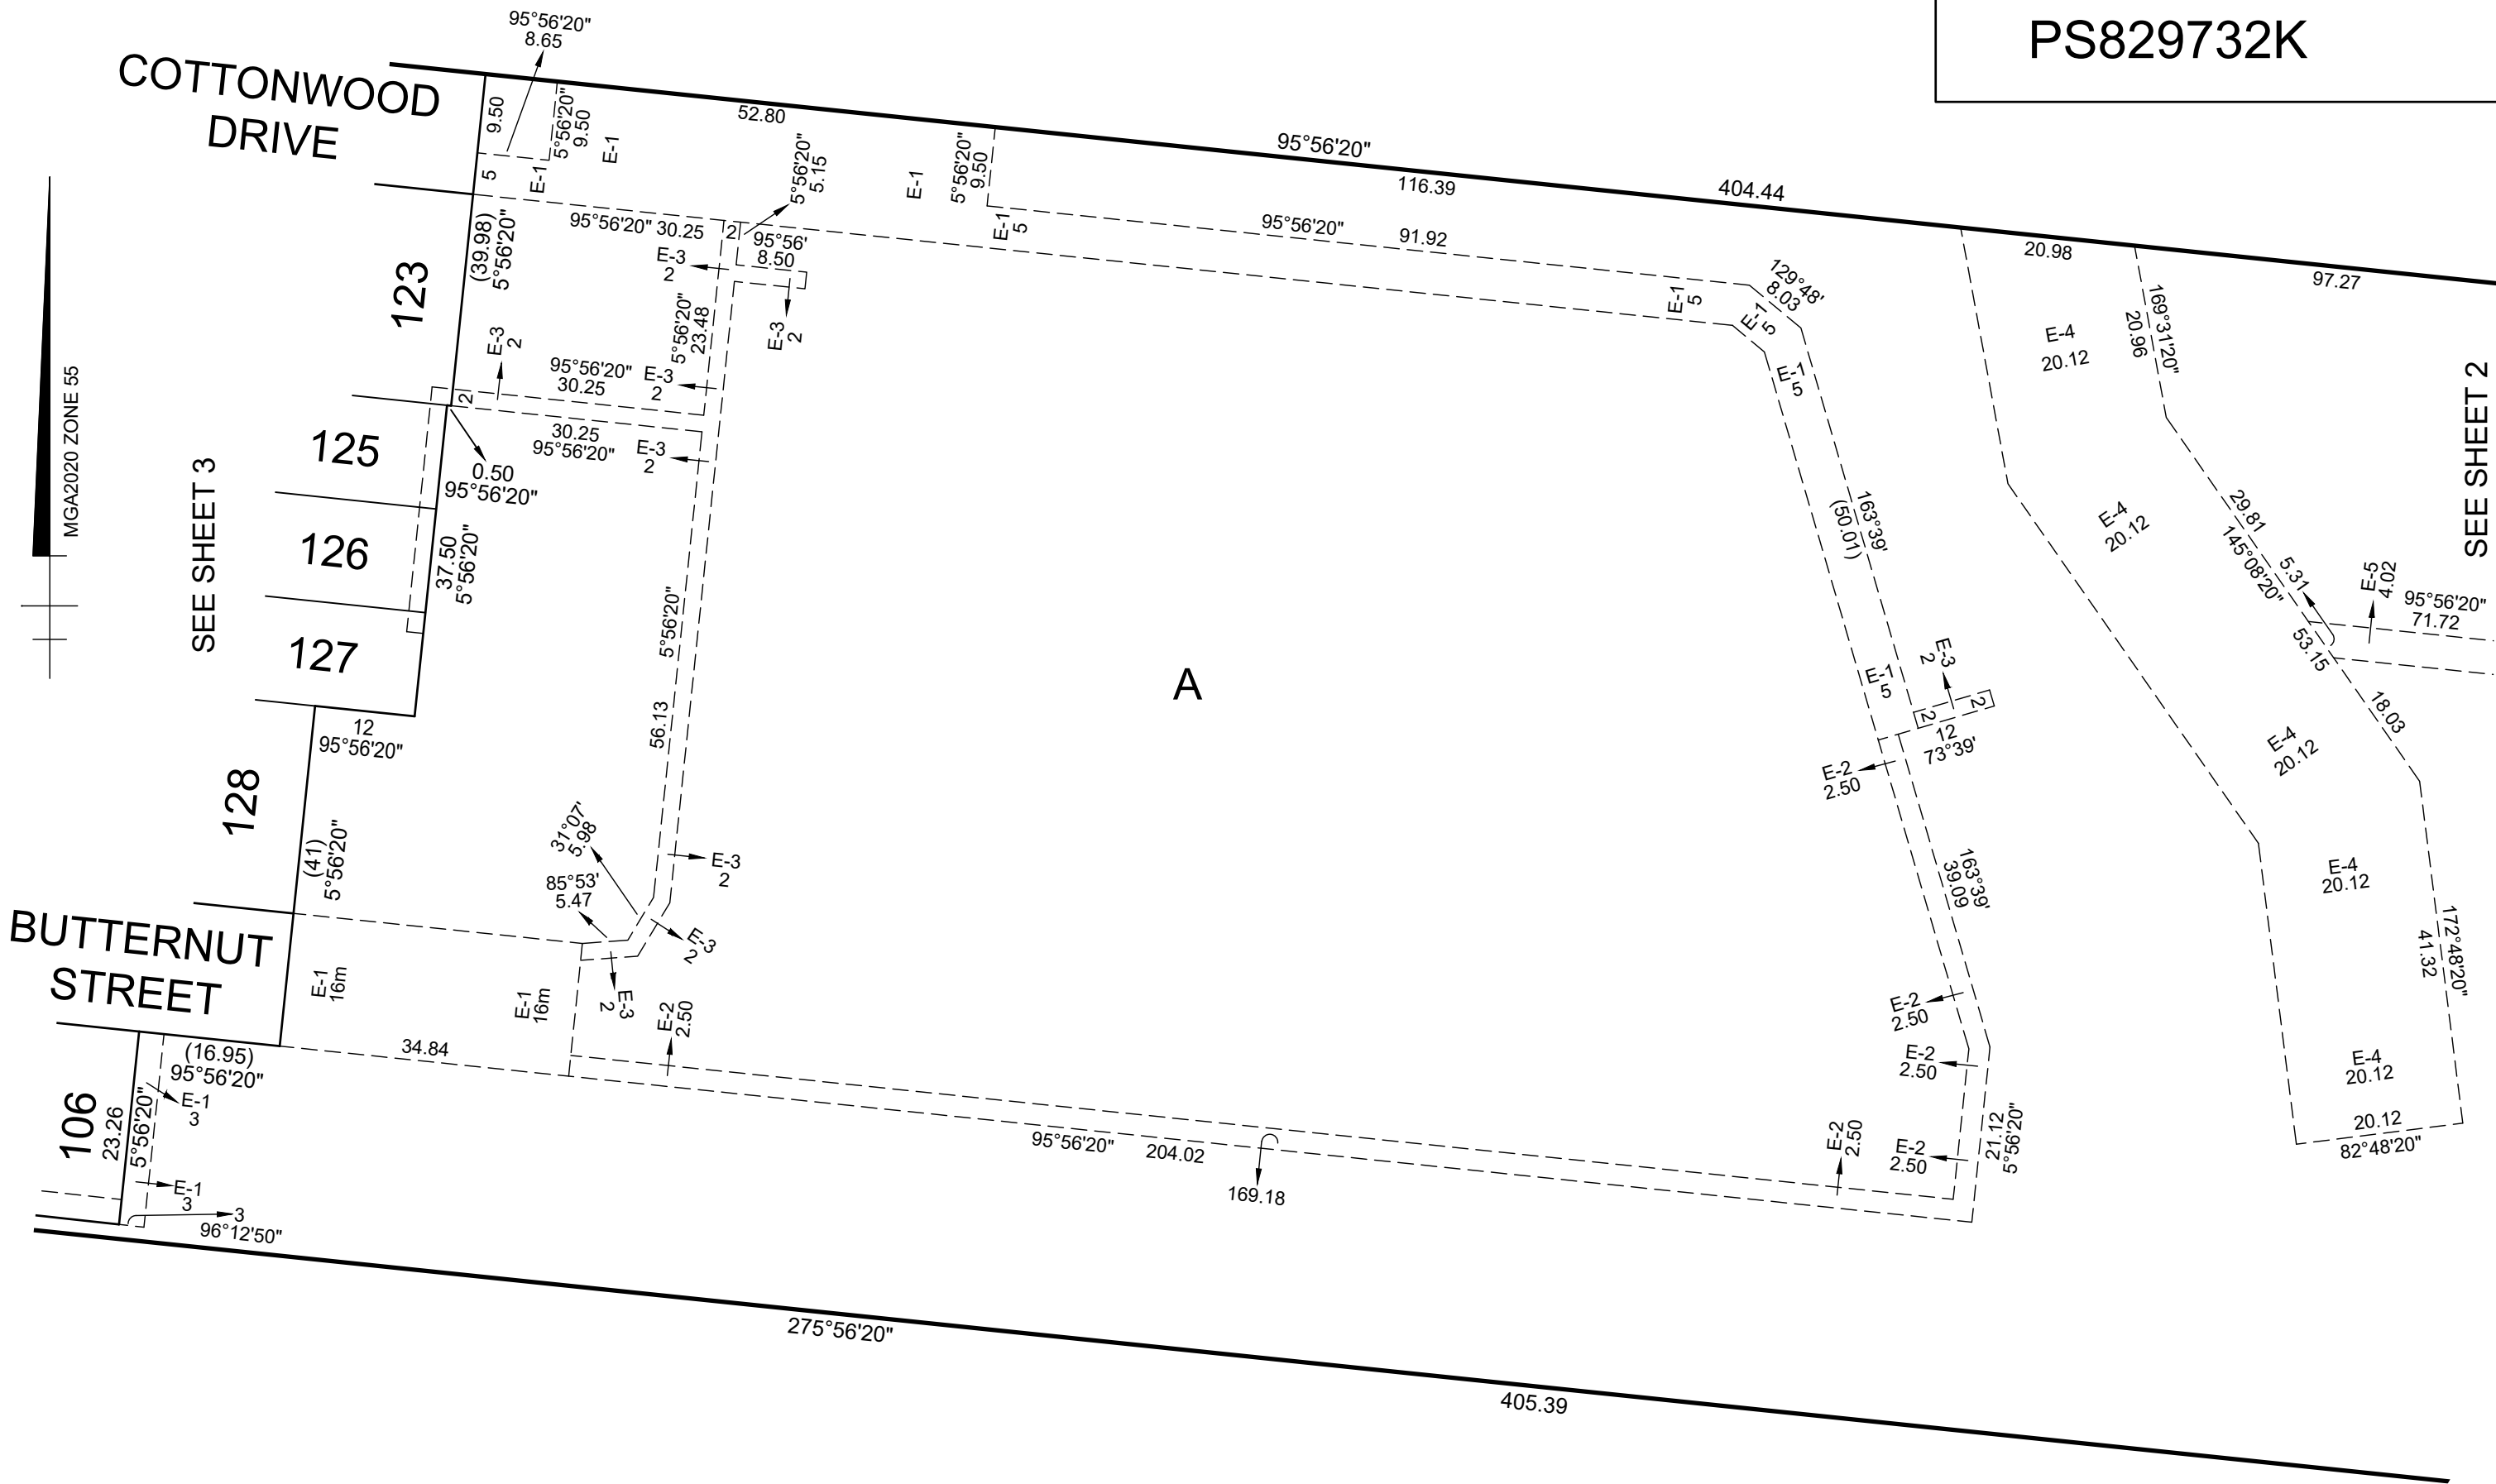 PS829732K
95°56'20"
8.65
COTTONWOOD
DRIVE
9.50
5°56'20"
9.50
E-1
52.80
5
E-1
5°56'20"
5.15
E-1
5°56'20"
9.50
95°56'20"
116.39
404.44
E-1
5
95°56'20"
91.92
20.98
97.27
(39.98)
5°56'20"
95°56'20" 30.25
2
95°56'
8.50
E-3
2
123
5°56'20"
23.48
E-3
2
E-3
2
95°56'20"
30.25
E-3
2
2
30.25
95°56'20"
E-3
2
E-1
5
129°48'
8.03
E-1
5
E-1
5
169°31'20"
20.96
E-4
20.12
MGA2020 ZONE 55
SEE SHEET 3
SEE SHEET 2
125
0.50
95°56'20"
126
37.50
5°56'20"
127
12
95°56'20"
5°56'20"
56.13
A
163°39'
(50.01)
E-4
20.12
29.81
145°08'20"
5.31
53.15
E-5
4.02
95°56'20"
71.72
E-1
5
E-3
2
2
2
12
73°39'
18.03
E-4
20.12
E-2
2.50
128
(41)
5°56'20"
31°07'
5.98
85°53'
5.47
E-3
2
E-3
2
163°39'
39.09
E-4
20.12
172°48'20"
41.32
BUTTERNUT
STREET
E-1
16m
E-1
16m
E-3
2
E-2
2.50
E-2
2.50
E-2
2.50
34.84
(16.95)
95°56'20"
E-1
3
106
23.26
5°56'20"
E-1
3
3
96°12'50"
95°56'20"
204.02
169.18
E-2
2.50
E-2
2.50
21.12
5°56'20"
E-4
20.12
20.12
82°48'20"
275°56'20"
405.39